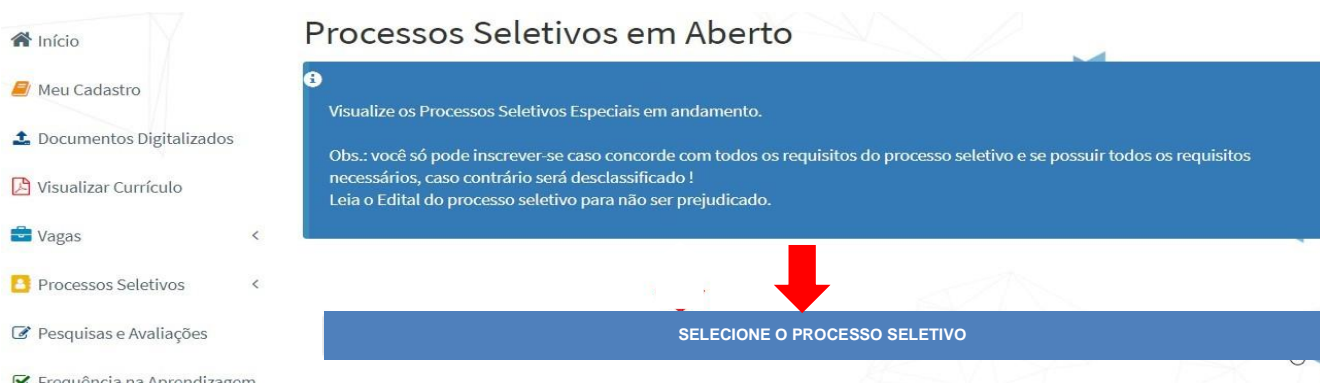 Início
Meu Cadastro
Documentos Digitalizados
Visualizar Currículo
Vagas
Processos Seletivos
Pesquisas e Avaliações
Frequência na Aprendizagem
Processos Seletivos em Aberto
Visualize os Processos Seletivos Especiais em andamento.
Obs.: você só pode inscrever-se caso concorde com todos os requisitos do processo seletivo e se possuir todos os requisitos
necessários, caso contrário será desclassificado !
Leia o Edital do processo seletivo para não ser prejudicado.
SELECIONE O PROCESSO SELETIVO